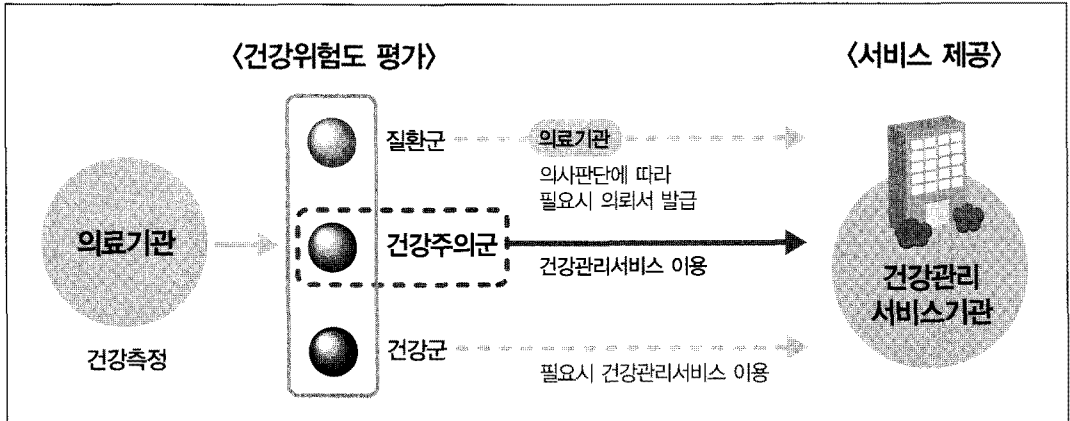 〈건강위험도 평가〉
〈서비스 제공〉
질환군
의료기관
의사판단에 따라
필요시 의뢰서 발급
의료기관
건강측정
건강주의군
건강관리서비스 이용
건강군
필요시 건강관리서비스 이용
건강관리
서비스기관